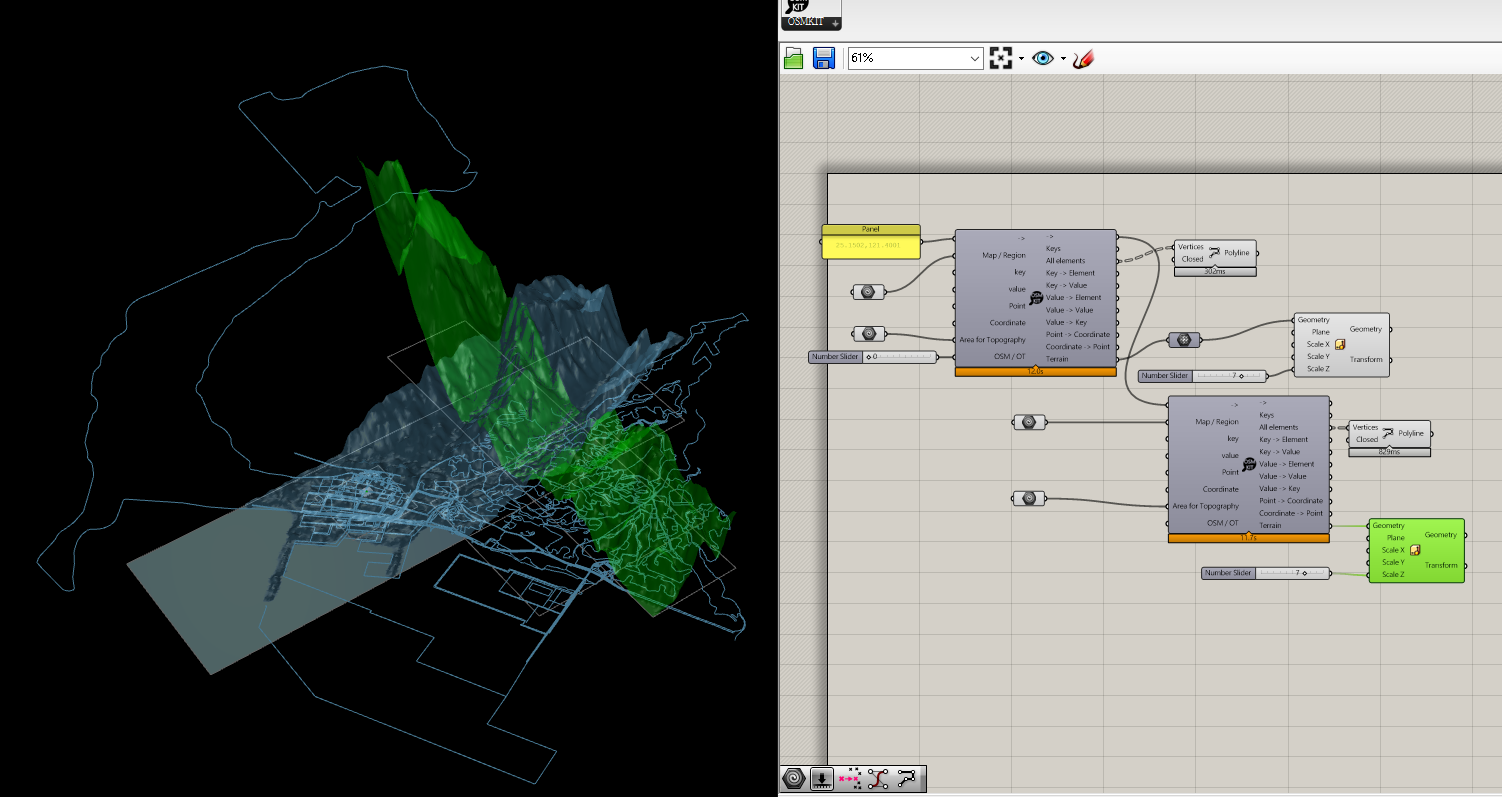 KIT
OSMKIT
61%
Panel
25.1502,121.4001
->
Map / Region
key
value
Point
Coordinate
Area for Topography
OSM / OT
->
Keys
All elements
Key -> Element
Key -> Value
Value -> Element
Value -> Value
Value -> Key
Point -> Coordinate
Coordinate -> Point
Terrain
12.0s
Vertices
Closed
Polyline
302ms
Number Slider
0
Number Slider
7
Geometry
Plane
Scale X
Scale Y
Scale Z
Geometry
Transform
->
Map / Region
key
value
Point
Coordinate
Area for Topography
OSM / OT
OSM
KIT
->
Keys
All elements
Key -> Element
Key -> Value
Value -> Element
Value -> Value
Value -> Key
Point -> Coordinate
Coordinate -> Point
Terrain
11.7s
Vertices
Closed
Polyline
829ms
Number Slider
7
Geometry
Plane
Scale X
Scale Y
Scale Z
Geometry
Transform